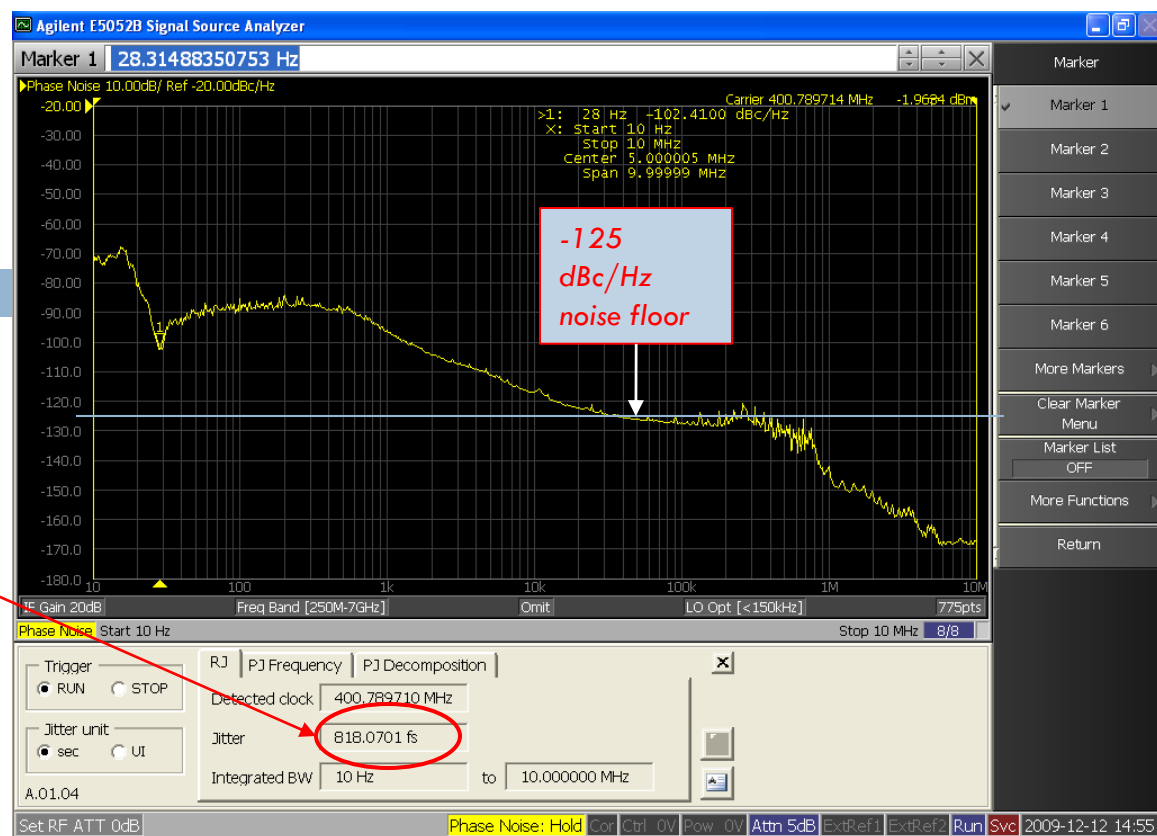 Agilent E5052B Signal Source Analyzer
Marker 1 28.31488350753 Hz
Phase Noise 10.00dB/ Ref -20.00dBc/Hz
Carrier 400.789714 MHz -1.9634 dBm
>1: 28 Hz -102.4100 dBc/Hz
X: Start 10 Hz
Stop 10 MHz
Center 5.000005 MHz
Span 9.99999 MHz
-20.00
-30.00
-40.00
-50.00
-60.00
-70.00
-80.00
-90.00
-100.0
-110.0
-120.0
-130.0
-140.0
-150.0
-160.0
-170.0
-180.0
1
-125
dBc/Hz
noise floor
10 100 1k 10k 100k 1M 10M
IF Gain 20dB Freq Band [250M-7GHz] Omit LO Opt [<150kHz] 775pts
Phase Noise Start 10 Hz Stop 10 MHz 8/8
Marker
Marker 1
Marker 2
Marker 3
Marker 4
Marker 5
Marker 6
More Markers
Clear Marker
Menu
Marker List
OFF
More Functions
Return
Trigger
RUN STOP
Jitter unit
sec UI
A.01.04
RJ PJ Frequency PJ Decomposition
Detected clock 400.789710 MHz
Jitter 818.0701 fs
Integrated BW 10 Hz to 10.000000 MHz
Set RF ATT 0dB Phase Noise: Hold Cor Ctrl 0V Pow 0V Attn 5dB ExtRef1 ExtRef2 Run Svc 2009-12-12 14:55